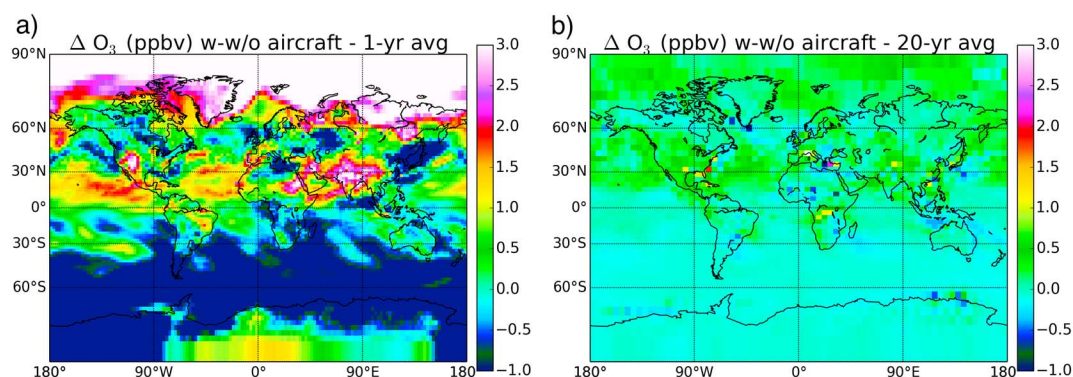 a)
Δ O₃ (ppbv) w-w/o aircraft - 1-yr avg
90°N
60°N
30°N
0°
30°S
60°S
180°
90°W
0°
90°E
180°
3.0
2.5
2.0
1.5
1.0
0.5
0.0
−0.5
−1.0
b)
Δ O₃ (ppbv) w-w/o aircraft - 20-yr avg
90°N
60°N
30°N
0°
30°S
60°S
180°
90°W
0°
90°E
180°
3.0
2.5
2.0
1.5
1.0
0.5
0.0
−0.5
−1.0